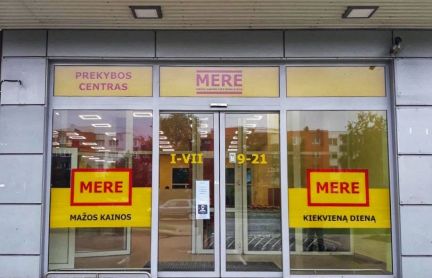 PREKYBOS
CENTRAS
MERE
I-VII 9-21
MERE
MAŽOS KAINOS
MERE
KIEKVIENĄ DIENĄ